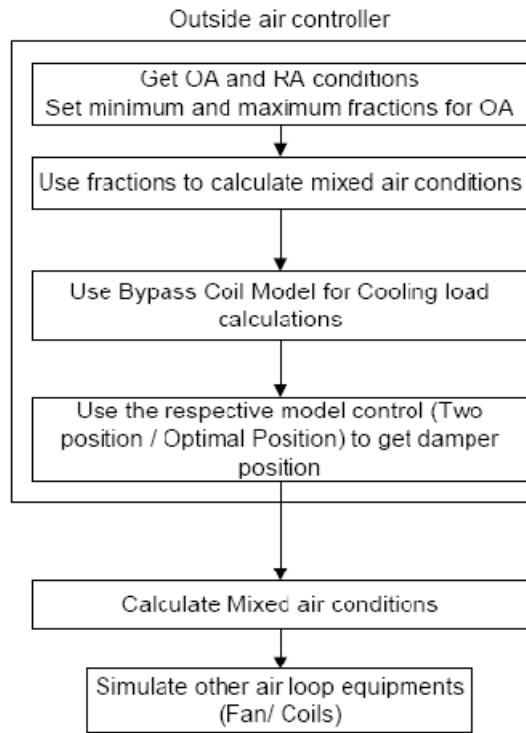 Outside air controller
Get OA and RA conditions
Set minimum and maximum fractions for OA
Use fractions to calculate mixed air conditions
Use Bypass Coil Model for Cooling load
calculations
Use the respective model control (Two
position / Optimal Position) to get damper
position
Calculate Mixed air conditions
Simulate other air loop equipments
(Fan/ Coils)